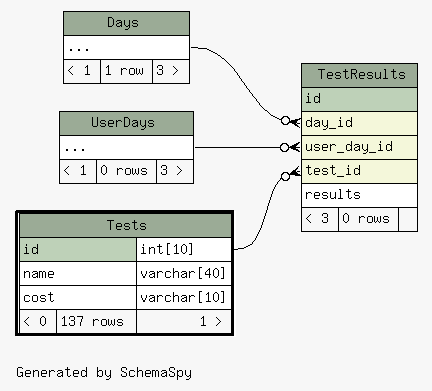 Days
...
< 1 1 row 3 >
UserDays
...
< 1 0 rows 3 >
Tests
id int[10]
name varchar[40]
cost varchar[10]
< 0 137 rows 1 >
TestResults
id
day_id
user_day_id
test_id
results
< 3 0 rows
Generated by SchemaSpy